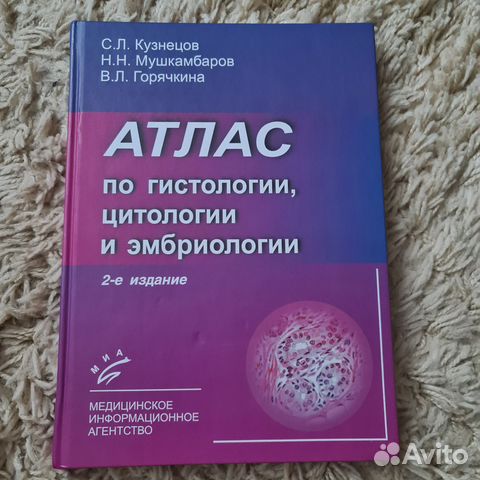 С.Л. Кузнецов
Н.Н. Мушкамбаров
В.Л. Горячкина
АТЛАС
по гистологии,
цитологии
и эмбриологии
2-е издание
МИА
МЕДИЦИНСКОЕ
ИНФОРМАЦИОННОЕ
АГЕНТСТВО
Avito